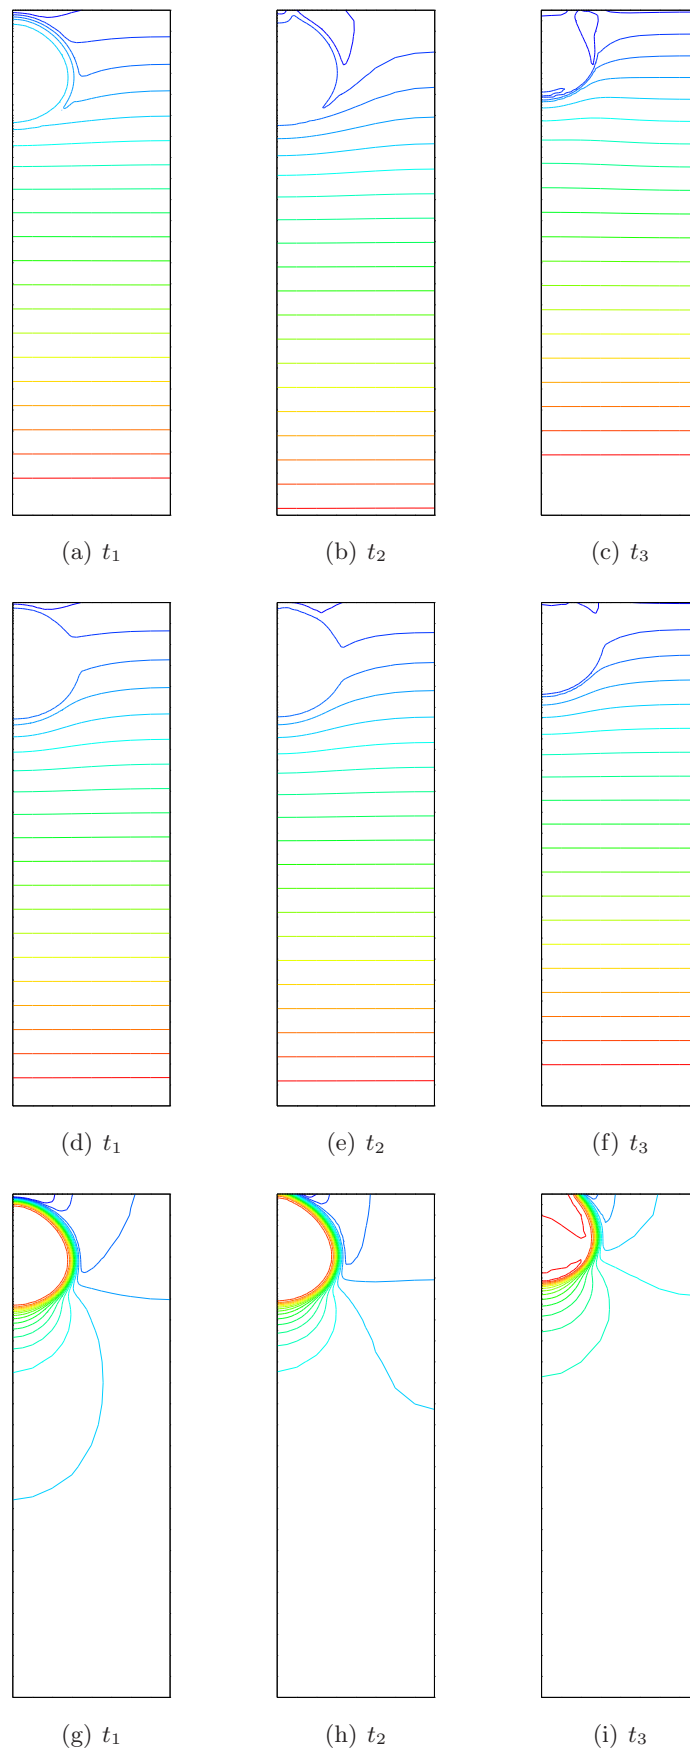 (a) t1
(b) t2
(c) t3
(d) t1
(e) t2
(f) t3
(g) t1
(h) t2
(i) t3